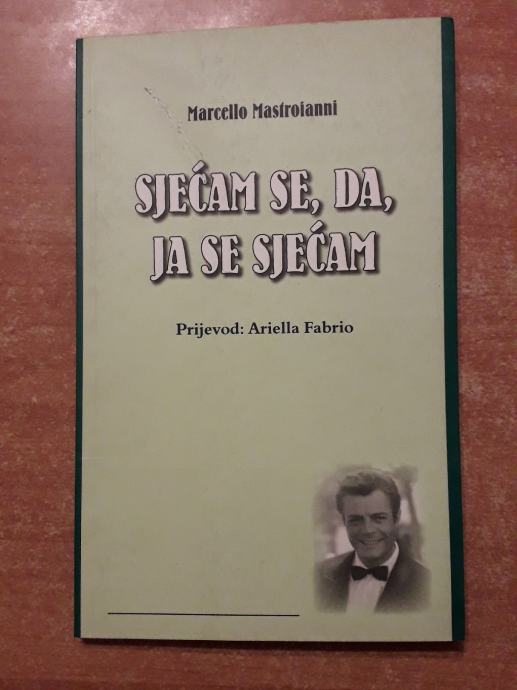 Marcello Mastroianni
SJEĆAM SE, DA,
JA SE SJEĆAM
Prijevod: Ariella Fabrio